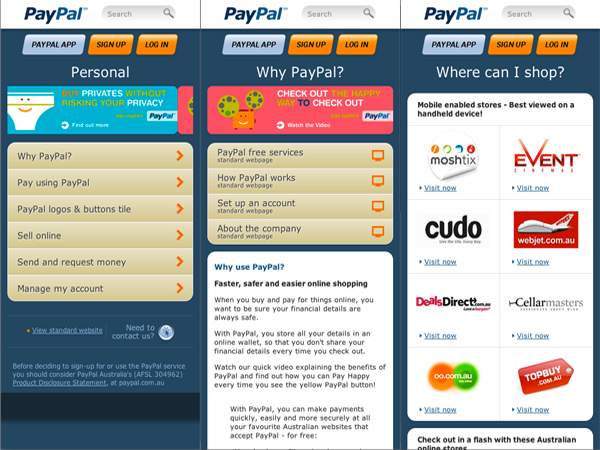 PayPal™
Search
PAYPAL APP
SIGN UP
LOG IN
Personal
BUY PRIVATES WITHOUT
RISKING YOUR PRIVACY
PAY HAPPY PayPal
Find out more
Why PayPal?
Pay using PayPal
PayPal logos & buttons tile
Sell online
Send and request money
Manage my account
View standard website
Need to
contact us?
Before deciding to sign-up for or use the PayPal service
you should consider PayPal Australia's (AFSL 304962)
Product Disclosure Statement, at paypal.com.au
PayPal™
Search
PAYPAL APP
SIGN UP
LOG IN
Why PayPal?
CHECK OUT THE HAPPY
WAY TO CHECK OUT
PAY HAPPY PayPal
Watch the Video
PayPal free services
standard webpage
How PayPal works
standard webpage
Set up an account
standard webpage
About the company
standard webpage
Why use PayPal?
Faster, safer and easier online shopping
When you buy and pay for things online, you
want to be sure your financial details are
always safe.
With PayPal, you store all your details in an
online wallet, so that you don't share your
financial details every time you check out.
Watch our quick video explaining the benefits of
PayPal and find out how you can Pay Happy
every time you see the yellow PayPal button!
With PayPal, you can make payments
quickly, easily and more securely at all
your favourite Australian websites that
accept PayPal - for free:
PayPal™
Search
PAYPAL APP
SIGN UP
LOG IN
Where can I shop?
Mobile enabled stores - Best viewed on a
handheld device!
moshtix
EVENT
CINEMAS
Visit now
Visit now
cudo
Live the Life. Every Day.
webjet.com.au
Visit now
Visit now
DealsDirect.com.au
Love a bargain?
Cellarmasters
PASSIONATE ABOUT WINE
Visit now
Visit now
oo.com.au
TOPBUY
.com.au
Visit now
Visit now
Check out in a flash with these Australian
online stores